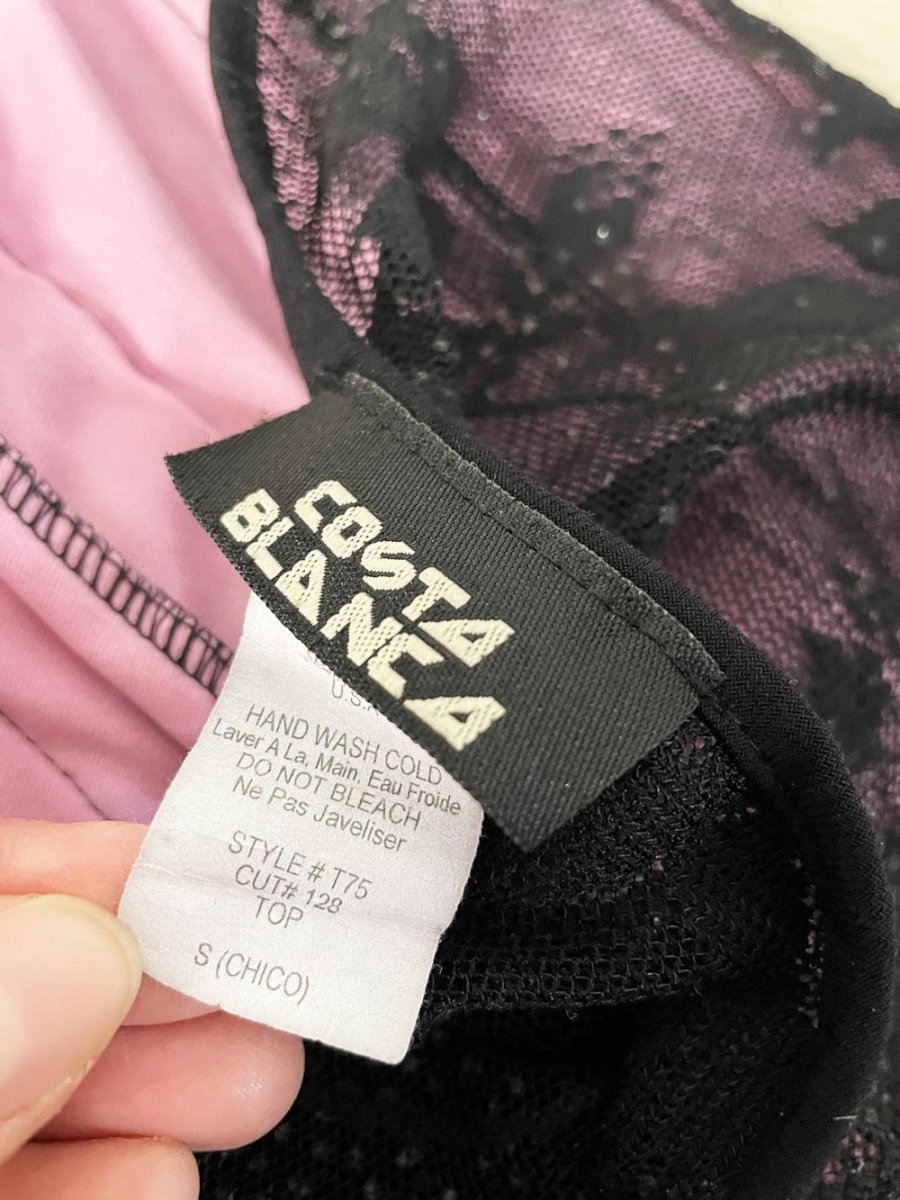 COSTA
BLANCA
HAND WASH COLD
Laver A La, Main, Eau Froide
DO NOT BLEACH
Ne Pas Javeliser
STYLE # T75
CUT# 128
TOP
S (CHICO)